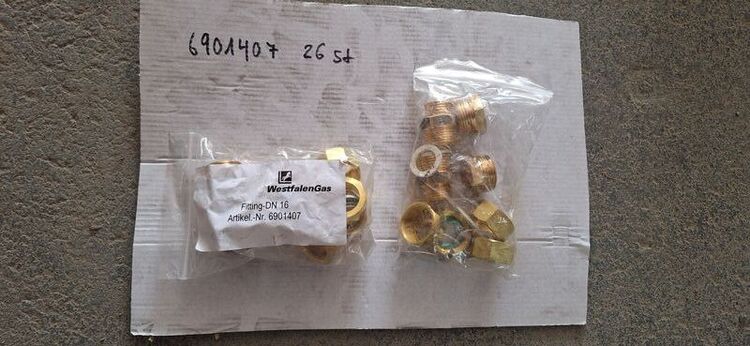 6901407 26 St
WestfalenGas
Fitting-DN 16
Artikel.-Nr. 6901407